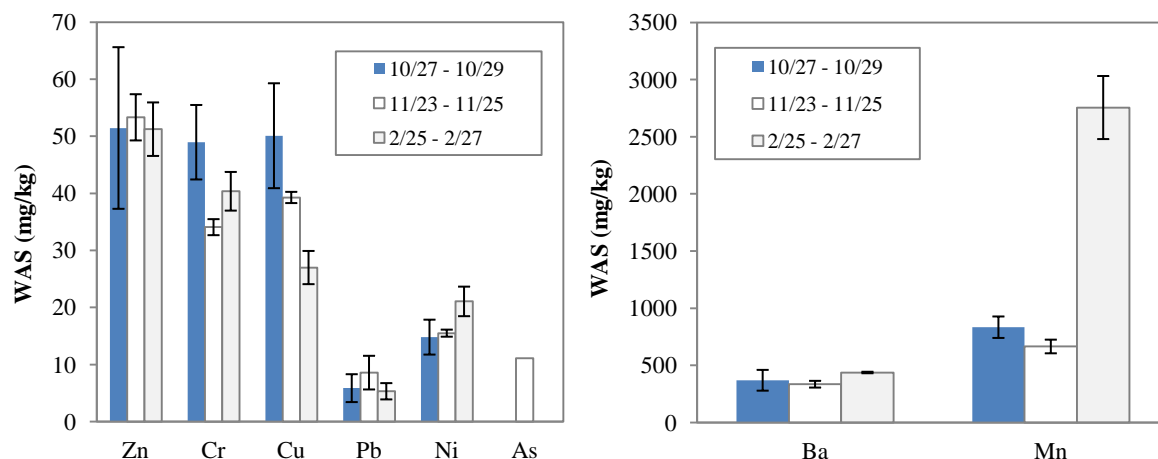 WAS (mg/kg)
70
60
50
40
30
20
10
0
10/27 - 10/29
11/23 - 11/25
2/25 - 2/27
Zn Cr Cu Pb Ni As
WAS (mg/kg)
3500
3000
2500
2000
1500
1000
500
0
10/27 - 10/29
11/23 - 11/25
2/25 - 2/27
Ba Mn